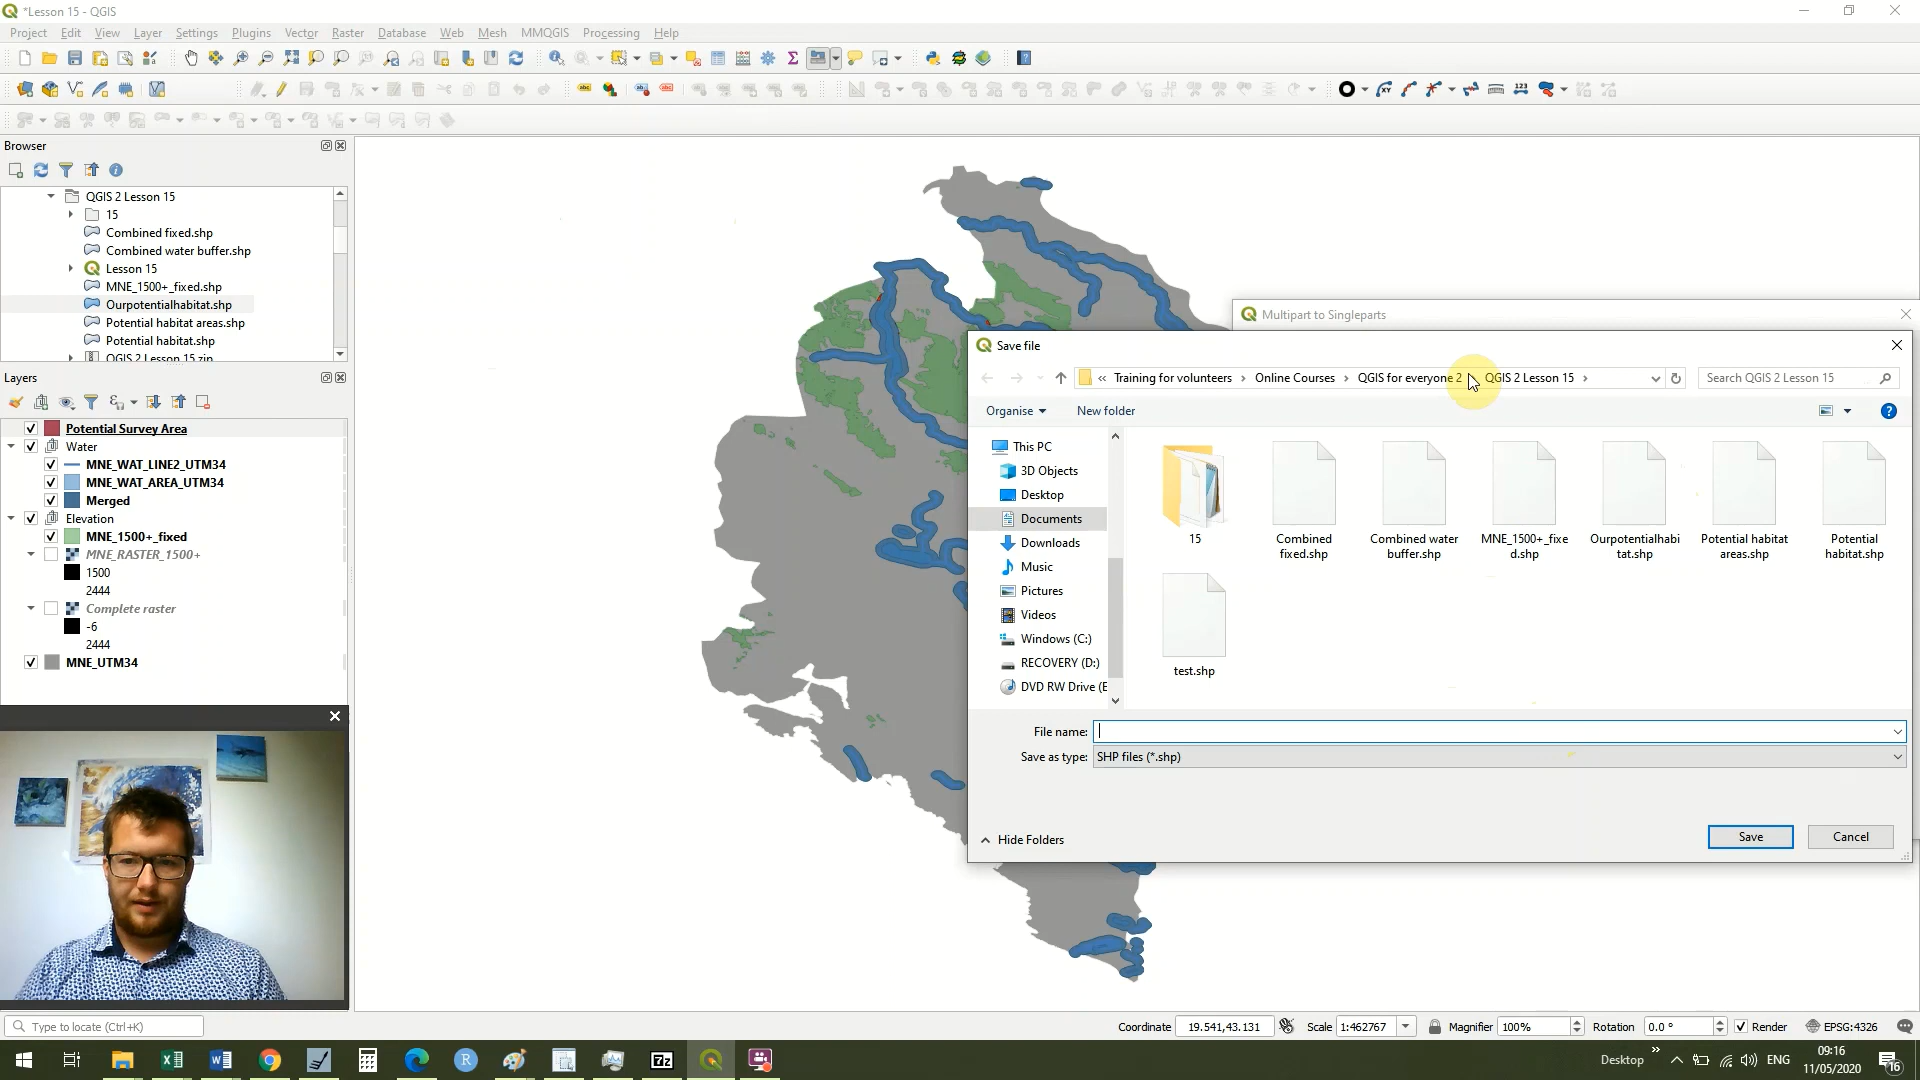 *Lesson 15 - QGIS
Project Edit View Layer Settings Plugins Vector Raster Database Web Mesh MMQGIS Processing Help
Browser
QGIS 2 Lesson 15
15
Combined fixed.shp
Combined water buffer.shp
Lesson 15
MNE_1500+_fixed.shp
Ourpotentialhabitat.shp
Potential habitat areas.shp
Potential habitat.shp
QGIS 2 Lesson 15.zip
Layers
Potential Survey Area
Water
MNE_WAT_LINE2_UTM34
MNE_WAT_AREA_UTM34
Merged
Elevation
MNE_1500+_fixed
MNE_RASTER_1500+
1500
2444
Complete raster
-6
2444
MNE_UTM34
Multipart to Singleparts
Save file
« Training for volunteers › Online Courses › QGIS for everyone 2 › QGIS 2 Lesson 15 ›
Search QGIS 2 Lesson 15
Organise
New folder
This PC
3D Objects
Desktop
Documents
Downloads
Music
Pictures
Videos
Windows (C:)
RECOVERY (D:)
DVD RW Drive (E
15
Combined
fixed.shp
Combined water
buffer.shp
MNE_1500+_fixe
d.shp
Ourpotentialhabi
tat.shp
Potential habitat
areas.shp
Potential
habitat.shp
test.shp
File name:
Save as type: SHP files (*.shp)
Hide Folders
Save
Cancel
Type to locate (Ctrl+K)
Coordinate 19.541,43.131 Scale 1:462767 Magnifier 100% Rotation 0.0 ° Render EPSG:4326
Desktop » ENG
09:16
11/05/2020
16